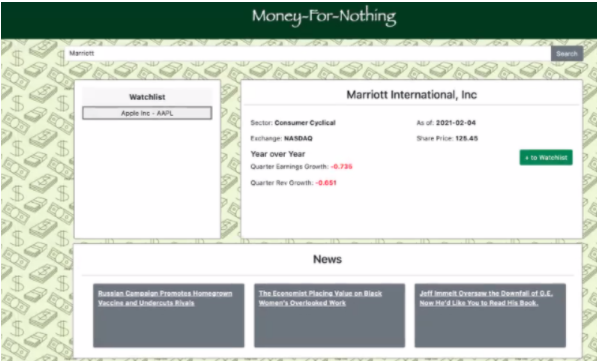 Money-For-Nothing
Marriott
Search
Watchlist
Apple Inc - AAPL
Marriott International, Inc
Sector: Consumer Cyclical
As of: 2021-02-04
Exchange: NASDAQ
Share Price: 125.45
Year over Year
Quarter Earnings Growth: -0.735
+ to Watchlist
Quarter Rev Growth: -0.651
News
Russian Campaign Promotes Homegrown
Vaccine and Undercuts Rivals
The Economist Placing Value on Black
Women's Overlooked Work
Jeff Immelt Oversaw the Downfall of G.E.
Now He'd Like You to Read His Book.